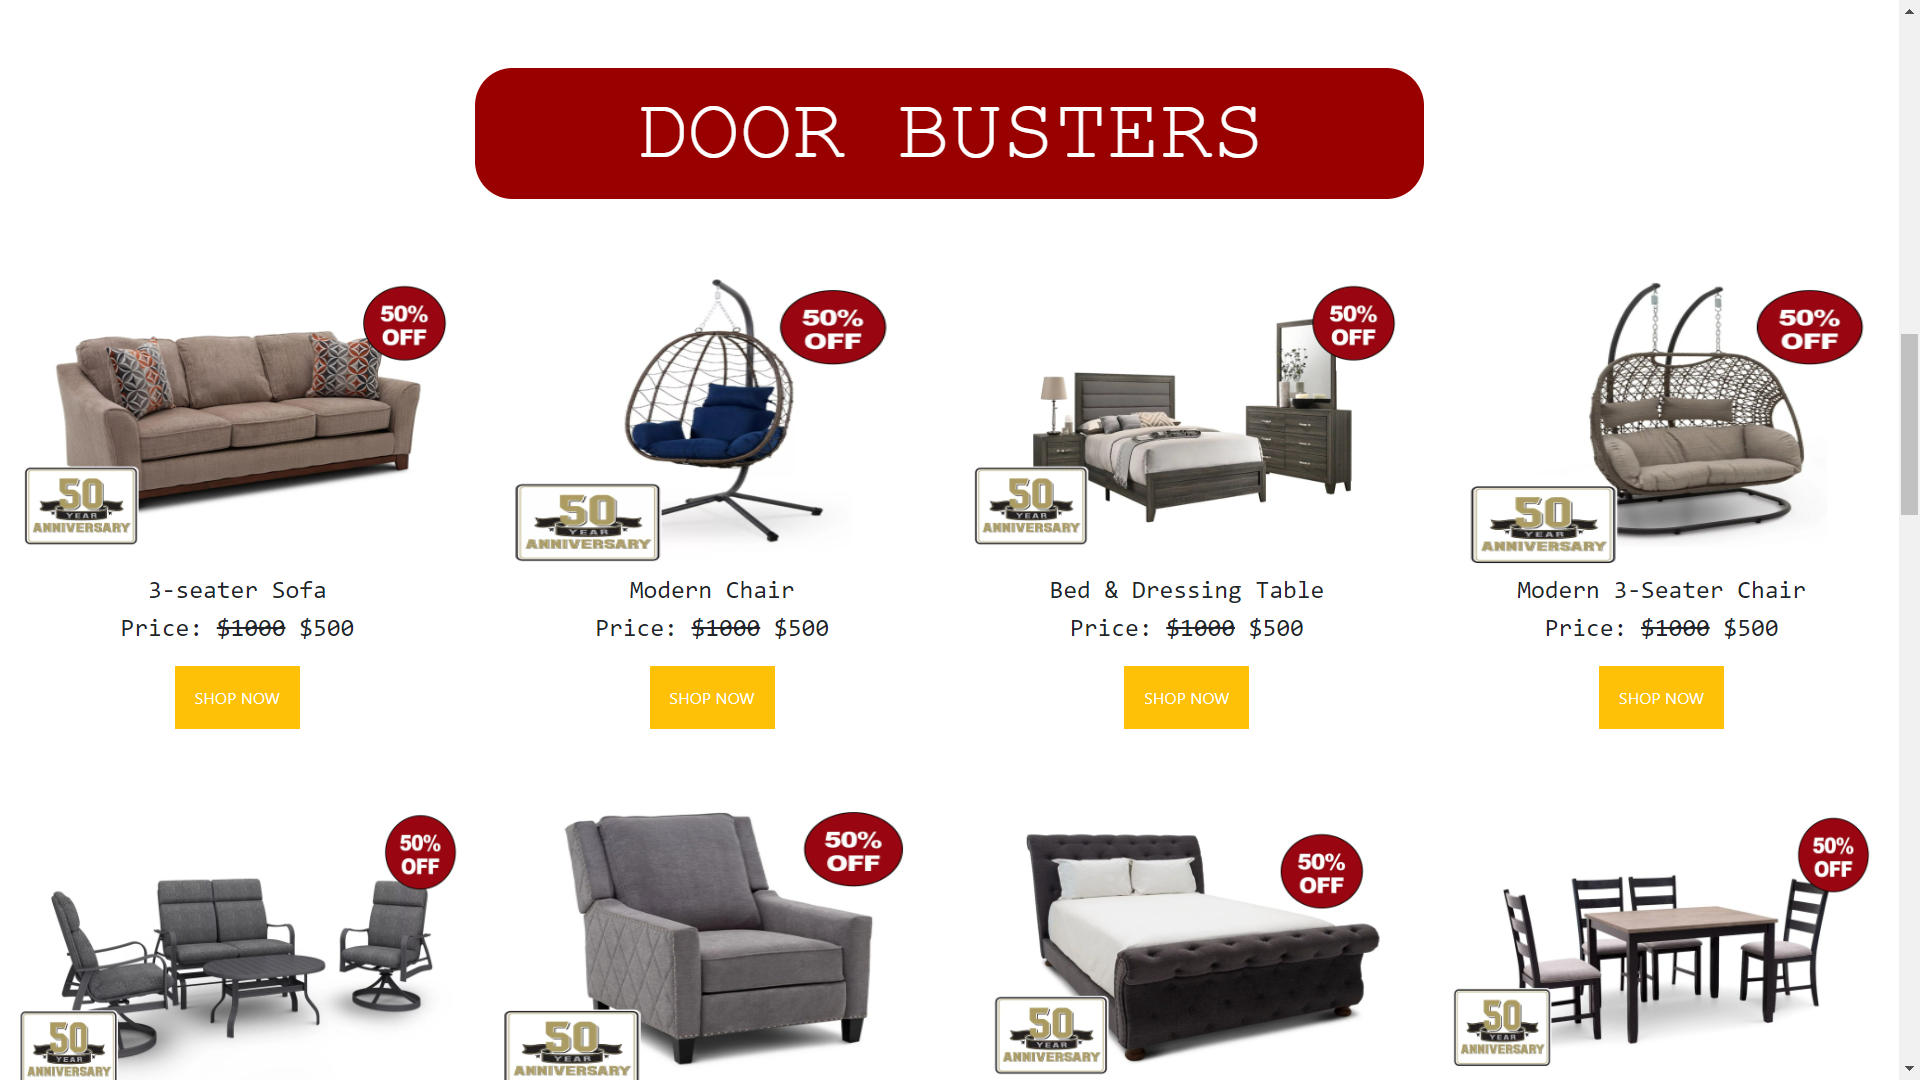 DOOR BUSTERS
50%
OFF
50
YEAR
ANNIVERSARY
3-seater Sofa
Price: $1000 $500
SHOP NOW
50%
OFF
50
YEAR
ANNIVERSARY
Modern Chair
Price: $1000 $500
SHOP NOW
50%
OFF
50
YEAR
ANNIVERSARY
Bed & Dressing Table
Price: $1000 $500
SHOP NOW
50%
OFF
50
YEAR
ANNIVERSARY
Modern 3-Seater Chair
Price: $1000 $500
SHOP NOW
50%
OFF
50
YEAR
ANNIVERSARY
50%
OFF
50
YEAR
ANNIVERSARY
50%
OFF
50
YEAR
ANNIVERSARY
50%
OFF
50
YEAR
ANNIVERSARY